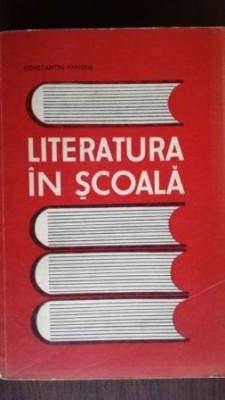 CONSTANTIN PARFENE
LITERATURA
ÎN ȘCOALĂ